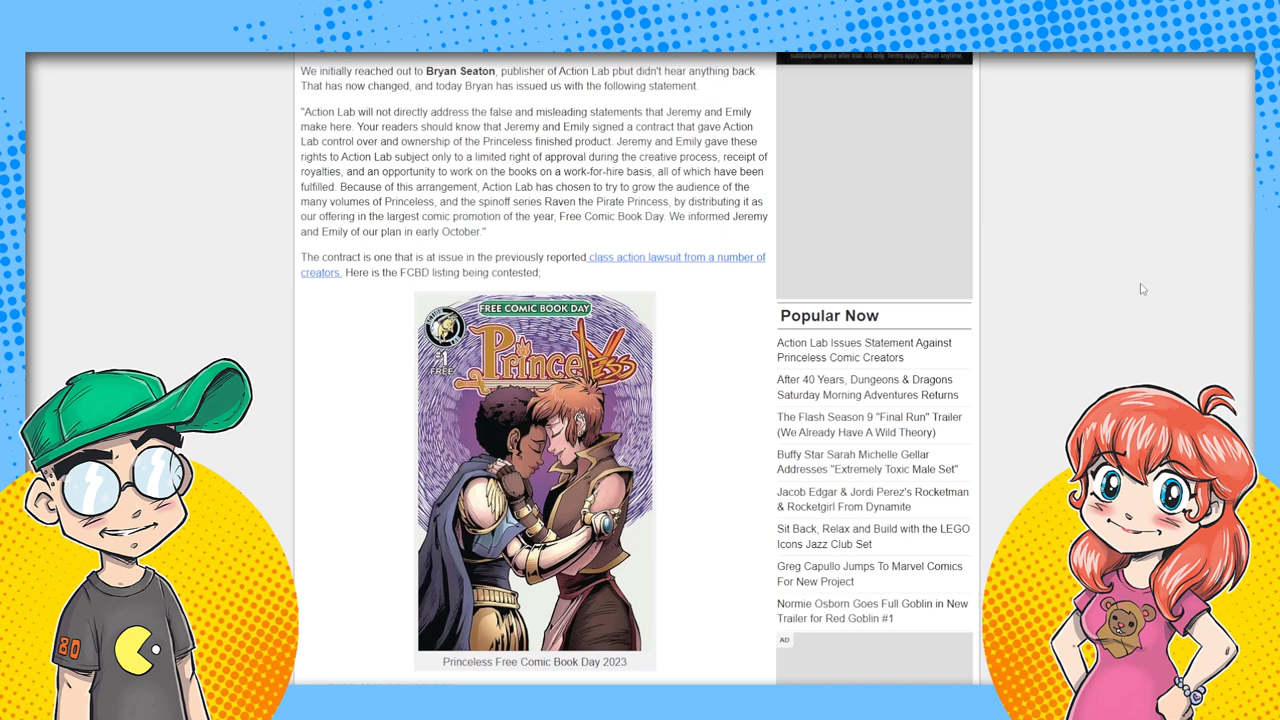 subscription price after trial. US only. Terms apply. Cancel anytime.
We initially reached out to Bryan Seaton, publisher of Action Lab pbut didn't hear anything back.
That has now changed, and today Bryan has issued us with the following statement.
"Action Lab will not directly address the false and misleading statements that Jeremy and Emily
make here. Your readers should know that Jeremy and Emily signed a contract that gave Action
Lab control over and ownership of the Princeless finished product. Jeremy and Emily gave these
rights to Action Lab subject only to a limited right of approval during the creative process, receipt of
royalties, and an opportunity to work on the books on a work-for-hire basis, all of which have been
fulfilled. Because of this arrangement, Action Lab has chosen to try to grow the audience of the
many volumes of Princeless, and the spinoff series Raven the Pirate Princess, by distributing it as
our offering in the largest comic promotion of the year, Free Comic Book Day. We informed Jeremy
and Emily of our plan in early October."
The contract is one that is at issue in the previously reported class action lawsuit from a number of
creators. Here is the FCBD listing being contested;
FREE COMIC BOOK DAY
ACTION LAB
#1
FREE
Princeless
Princeless Free Comic Book Day 2023
Popular Now
Action Lab Issues Statement Against
Princeless Comic Creators
After 40 Years, Dungeons & Dragons
Saturday Morning Adventures Returns
The Flash Season 9 "Final Run" Trailer
(We Already Have A Wild Theory)
Buffy Star Sarah Michelle Gellar
Addresses "Extremely Toxic Male Set"
Jacob Edgar & Jordi Perez's Rocketman
& Rocketgirl From Dynamite
Sit Back, Relax and Build with the LEGO
Icons Jazz Club Set
Greg Capullo Jumps To Marvel Comics
For New Project
Normie Osborn Goes Full Goblin in New
Trailer for Red Goblin #1
AD
80